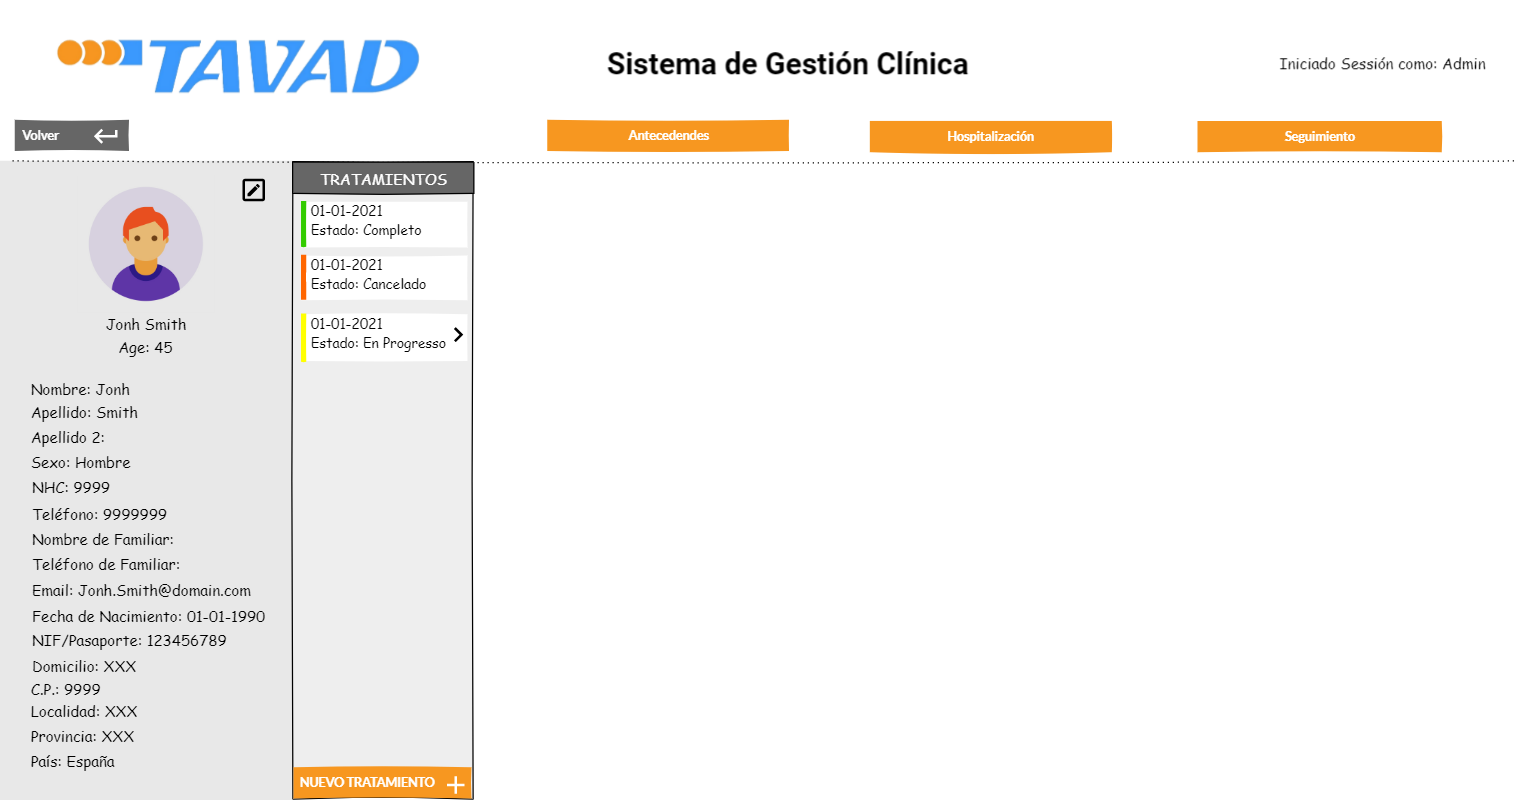 TAVAD
Sistema de Gestión Clínica
Iniciado Sessión como: Admin
Volver
Antecedendes
Hospitalización
Seguimiento
Jonh Smith
Age: 45
Nombre: Jonh
Apellido: Smith
Apellido 2:
Sexo: Hombre
NHC: 9999
Teléfono: 9999999
Nombre de Familiar:
Teléfono de Familiar:
Email: Jonh.Smith@domain.com
Fecha de Nacimiento: 01-01-1990
NIF/Pasaporte: 123456789
Domicilio: XXX
C.P.: 9999
Localidad: XXX
Provincia: XXX
País: España
TRATAMIENTOS
01-01-2021
Estado: Completo
01-01-2021
Estado: Cancelado
01-01-2021
Estado: En Progresso
NUEVO TRATAMIENTO